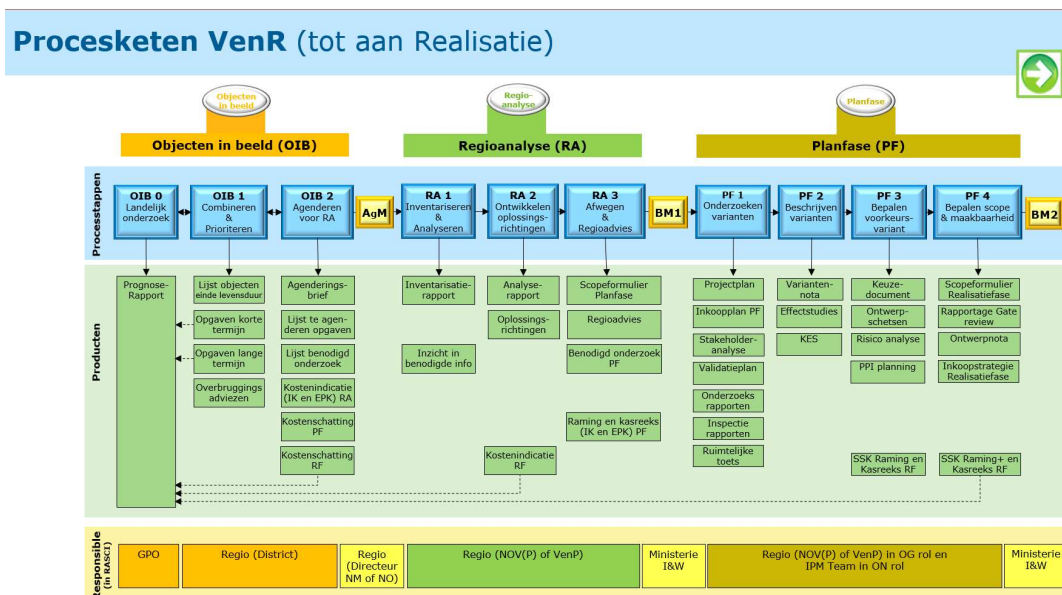 Procesketen VenR (tot aan Realisatie)
Objecten
in beeld
Regio-
analyse
Planfase
Objecten in beeld (OIB)
Regioanalyse (RA)
Planfase (PF)
Processtappen
OIB 0
Landelijk
onderzoek
OIB 1
Combineren
&
Prioriteren
OIB 2
Agenderen
voor RA
AgM
RA 1
Inventariseren
&
Analyseren
RA 2
Ontwikkelen
oplossings-
richtingen
RA 3
Afwegen
&
Regioadvies
BM1
PF 1
Onderzoeken
varianten
PF 2
Beschrijven
varianten
PF 3
Bepalen
voorkeurs-
variant
PF 4
Bepalen scope
& maakbaarheid
BM2
Producten
Prognose-
Rapport
Lijst objecten
einde levensduur
Opgaven korte
termijn
Opgaven lange
termijn
Overbruggings
adviezen
Agenderings-
brief
Lijst te agen-
deren opgaven
Lijst benodigd
onderzoek
Kostenindicatie
(IK en EPK) RA
Kostenschatting
PF
Kostenschatting
RF
Inventarisatie-
rapport
Inzicht in
benodigde info
Analyse-
rapport
Oplossings-
richtingen
Kostenindicatie
RF
Scopeformulier
Planfase
Regioadvies
Benodigd onderzoek
PF
Raming en kasreeks
(IK en EPK) PF
Projectplan
Inkoopplan PF
Stakeholder-
analyse
Validatieplan
Onderzoeks
rapporten
Inspectie
rapporten
Ruimtelijke
toets
Varianten-
nota
Effectstudies
KES
Keuze-
document
Ontwerp-
schetsen
Risico analyse
PPI planning
SSK Raming en
Kasreeks RF
Scopeformulier
Realisatiefase
Rapportage Gate
review
Ontwerpnota
Inkoopstrategie
Realisatiefase
SSK Raming+ en
Kasreeks RF
Responsible
(in RASCI)
GPO
Regio (District)
Regio
(Directeur
NM of NO)
Regio (NOV(P) of VenP)
Ministerie
I&W
Regio (NOV(P) of VenP) in OG rol en
IPM Team in ON rol
Ministerie
I&W